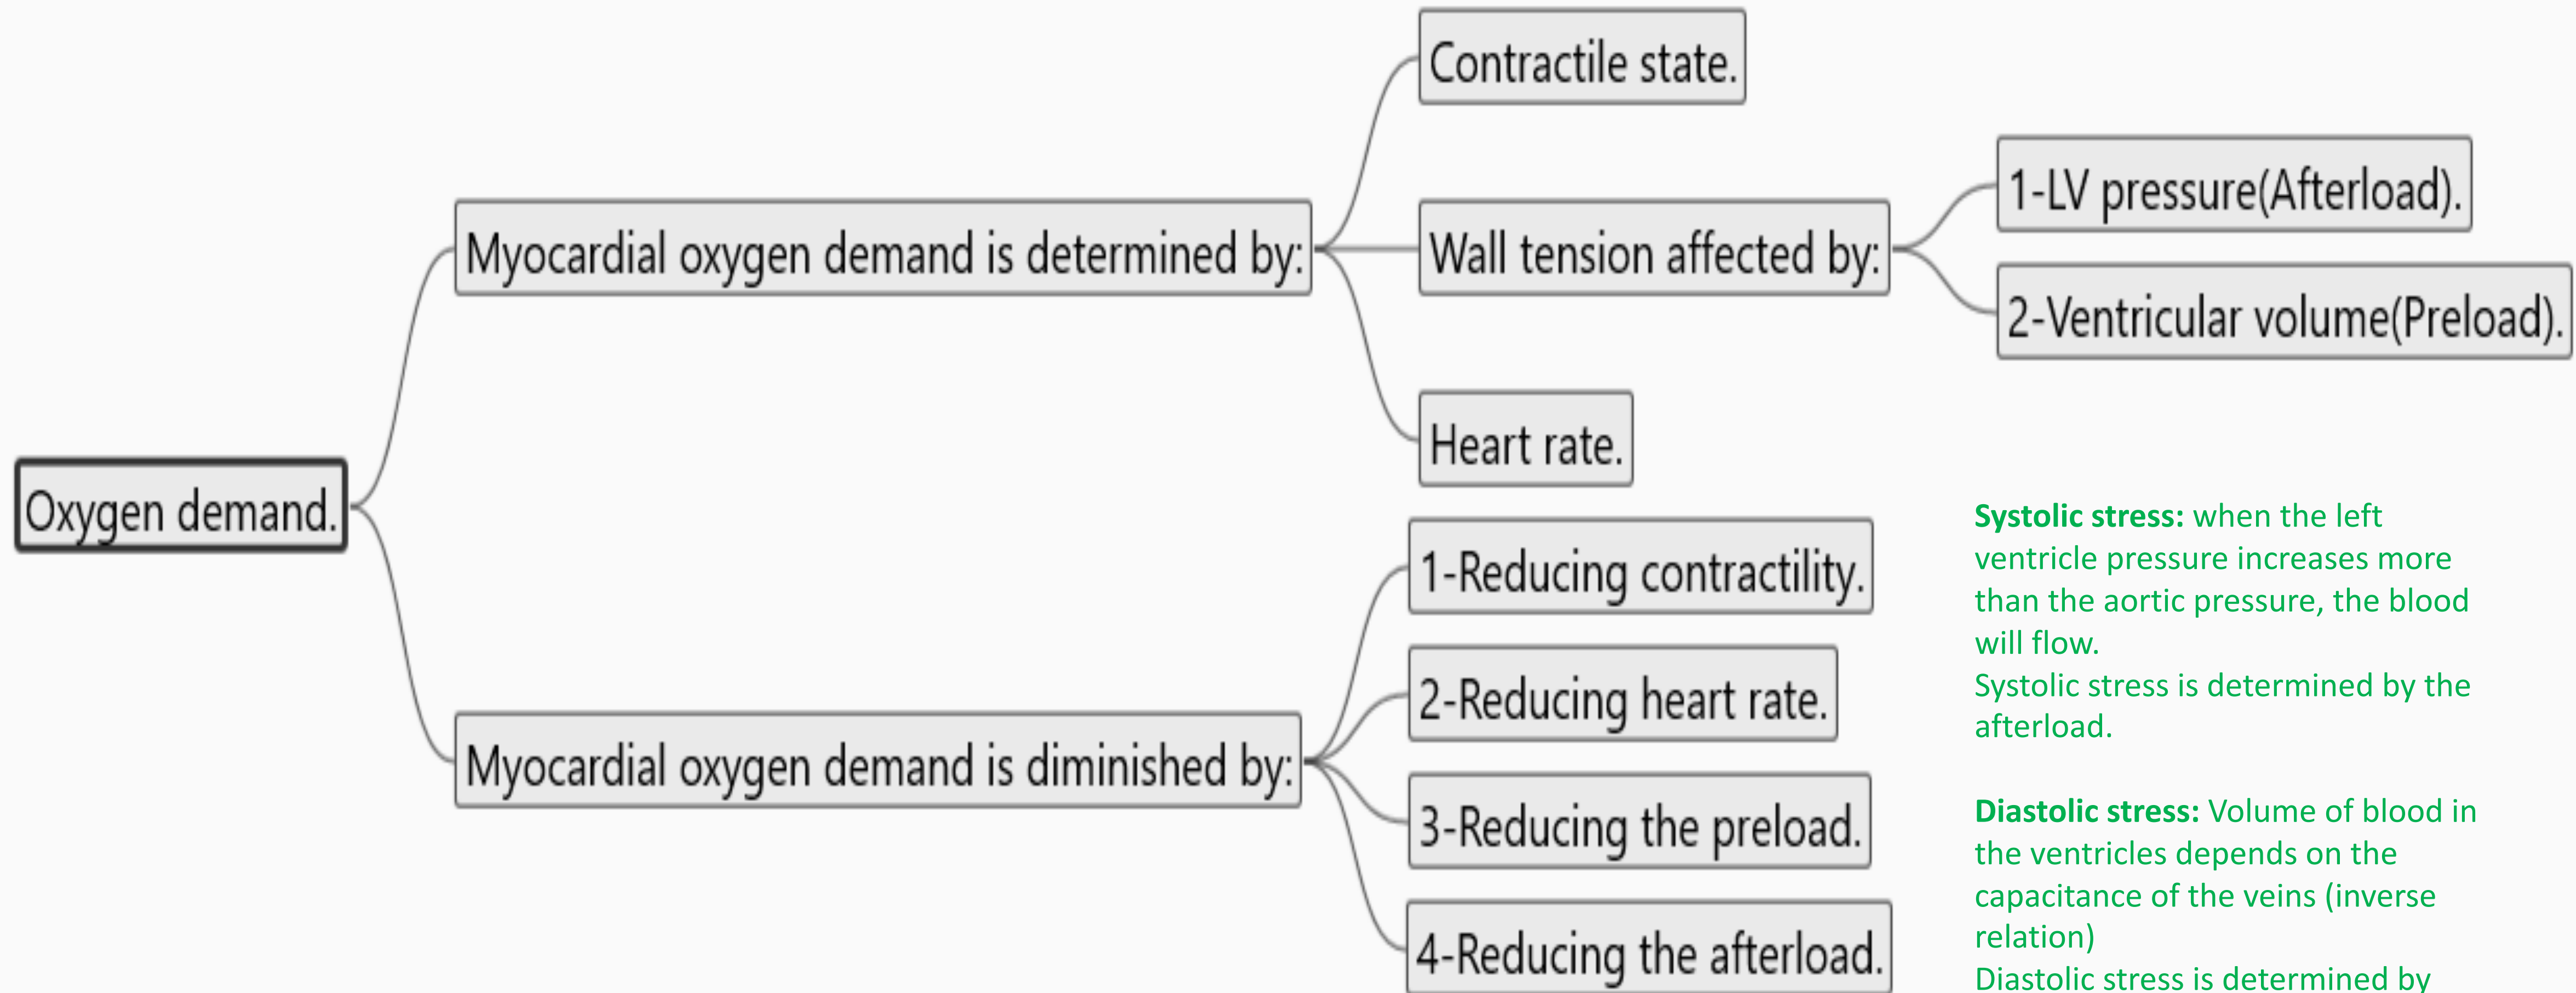 Oxygen demand.
Myocardial oxygen demand is determined by:
Contractile state.
Wall tension affected by:
1-LV pressure(Afterload).
2-Ventricular volume(Preload).
Heart rate.
Myocardial oxygen demand is diminished by:
1-Reducing contractility.
2-Reducing heart rate.
3-Reducing the preload.
4-Reducing the afterload.
Systolic stress: when the left
ventricle pressure increases more
than the aortic pressure, the blood
will flow.
Systolic stress is determined by the
afterload.
Diastolic stress: Volume of blood in
the ventricles depends on the
capacitance of the veins (inverse
relation)
Diastolic stress is determined by